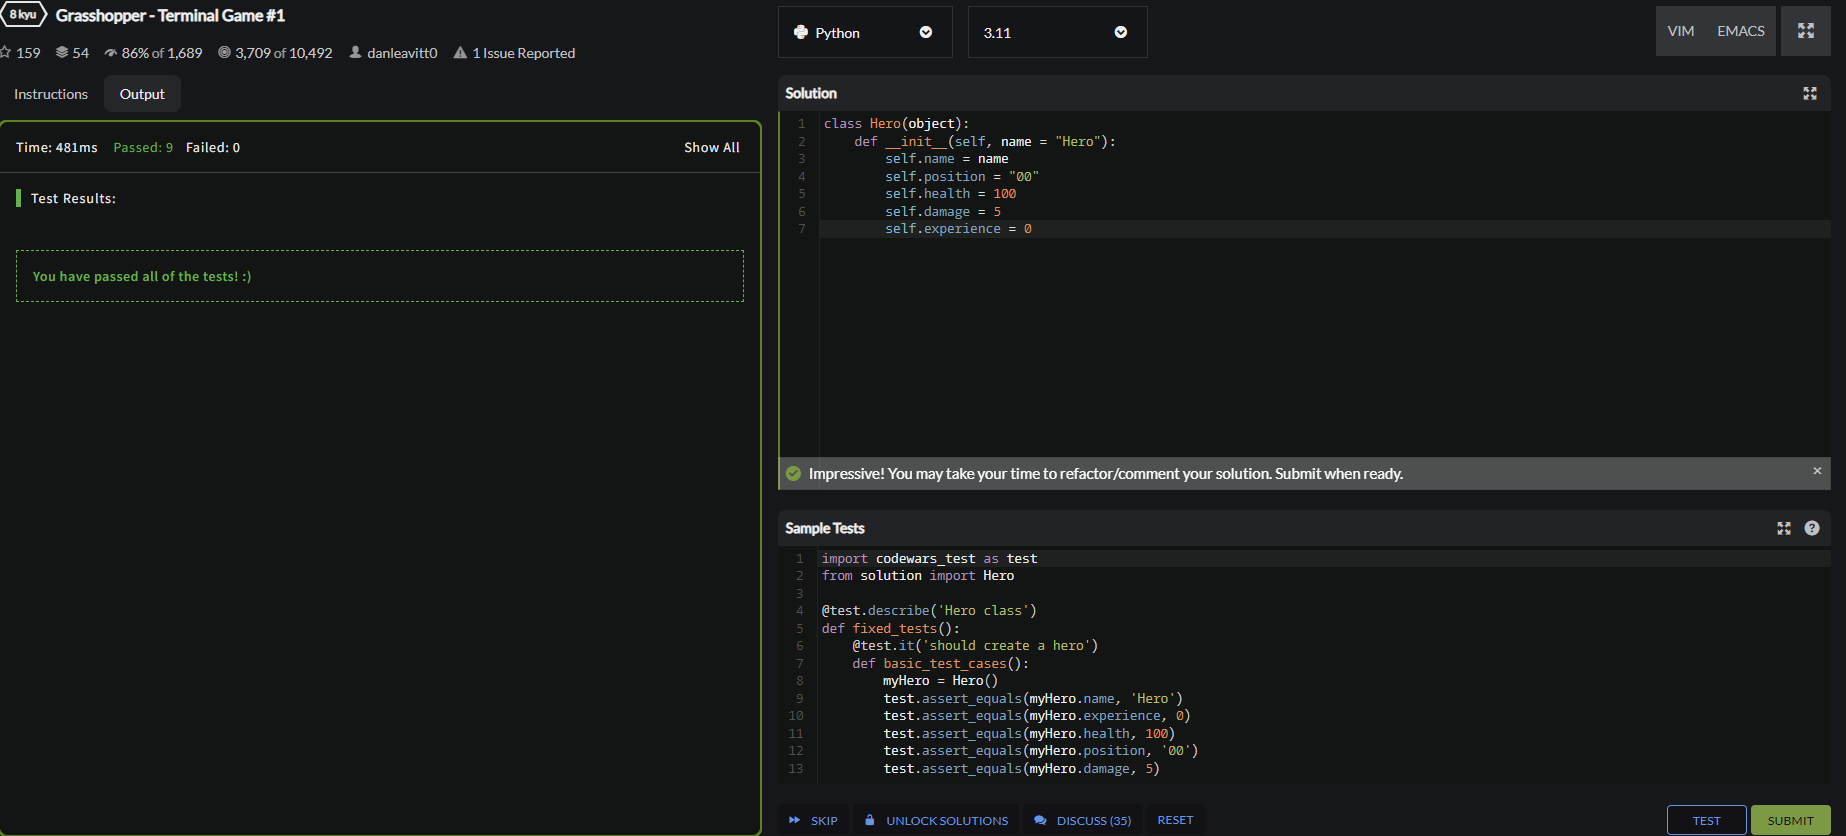 8 kyu
Grasshopper - Terminal Game #1
159 54 86% of 1,689 3,709 of 10,492 danleavitt0 1 Issue Reported
Instructions Output
Time: 481ms Passed: 9 Failed: 0 Show All
Test Results:
You have passed all of the tests! :)
Python 3.11 VIM EMACS
Solution
1 class Hero(object):
2     def __init__(self, name = "Hero"):
3         self.name = name
4         self.position = "00"
5         self.health = 100
6         self.damage = 5
7         self.experience = 0
Impressive! You may take your time to refactor/comment your solution. Submit when ready. ×
Sample Tests
1 import codewars_test as test
2 from solution import Hero
3
4 @test.describe('Hero class')
5 def fixed_tests():
6     @test.it('should create a hero')
7     def basic_test_cases():
8         myHero = Hero()
9         test.assert_equals(myHero.name, 'Hero')
10         test.assert_equals(myHero.experience, 0)
11         test.assert_equals(myHero.health, 100)
12         test.assert_equals(myHero.position, '00')
13         test.assert_equals(myHero.damage, 5)
SKIP UNLOCK SOLUTIONS DISCUSS (35) RESET TEST SUBMIT